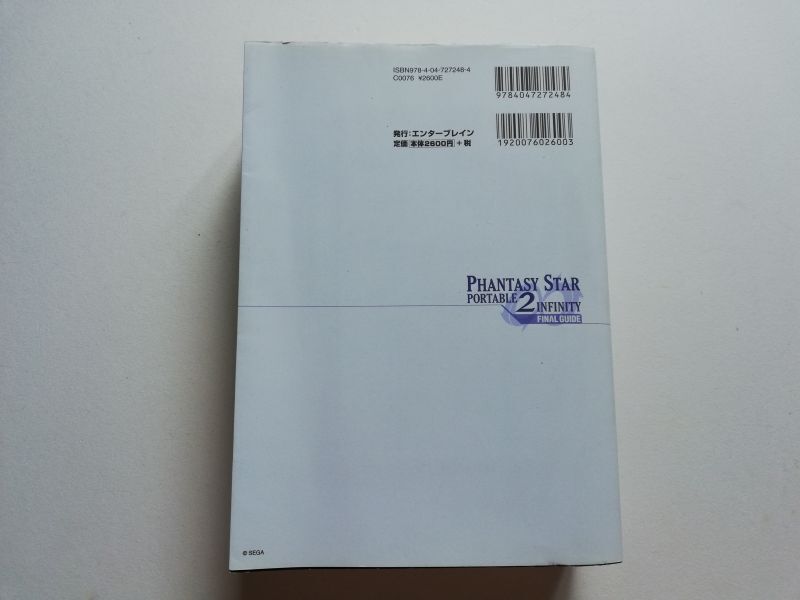 ISBN978-4-04-727248-4
C0076 ¥2600E
9784047272484
発行：エンターブレイン
定価 本体2600円 +税
1920076026003
PHANTASY STAR
PORTABLE 2 INFINITY
FINAL GUIDE
© SEGA